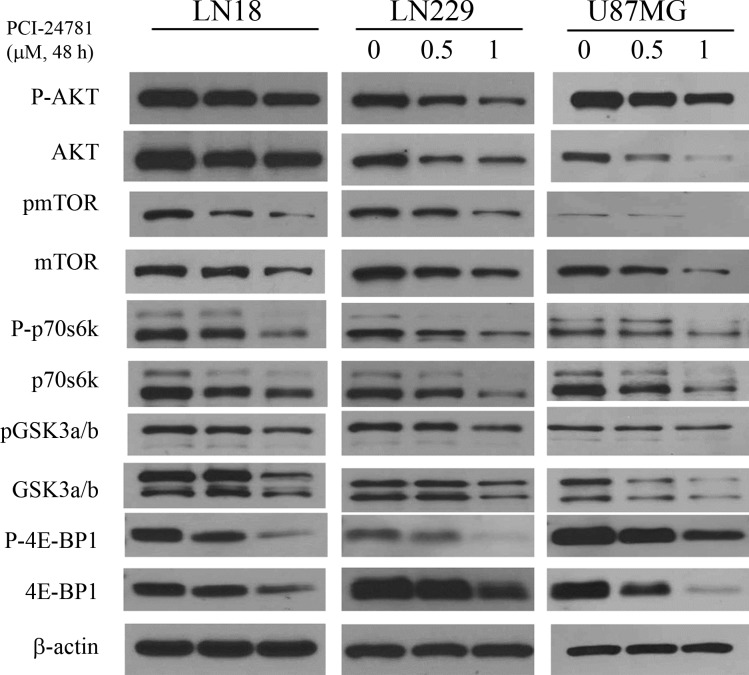 LN18 LN229 U87MG
PCI-24781
(μM, 48 h) 0 0.5 1 0 0.5 1
P-AKT
AKT
pmTOR
mTOR
P-p70s6k
p70s6k
pGSK3a/b
GSK3a/b
P-4E-BP1
4E-BP1
β-actin